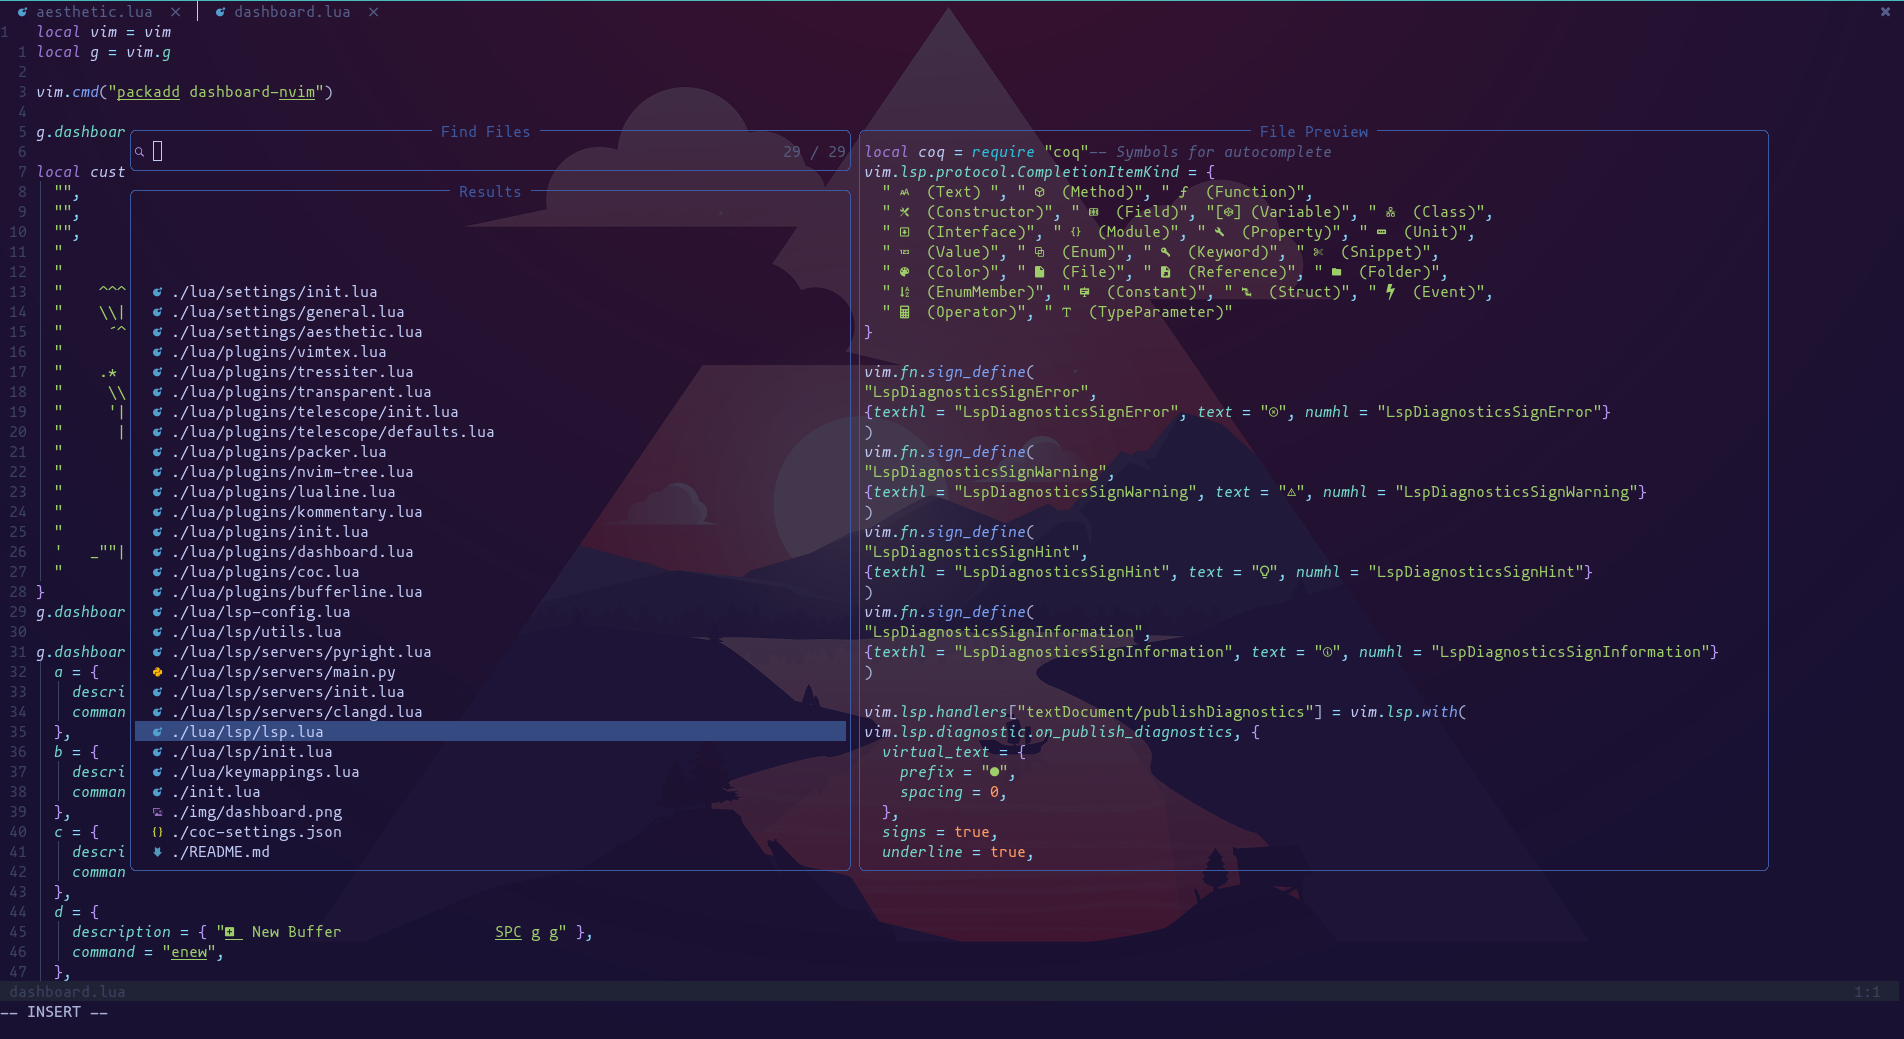 aesthetic.lua × dashboard.lua ×
1 local vim = vim
1 local g = vim.g
2
3 vim.cmd("packadd dashboard-nvim")
4
5 g.dashboar
6
7 local cust
8 "",
9 "",
10 "",
11 "
12 "
13 " ^^^
14 " \\|
15 " ´^
16 "
17 " .*
18 " \\
19 " '|
20 " |
21 "
22 "
23 "
24 "
25 "
26 ' _""|
27 "
28 }
29 g.dashboar
30
31 g.dashboar
32 a = {
33 descri
34 comman
35 },
36 b = {
37 descri
38 comman
39 },
40 c = {
41 descri
42 comman
43 },
44 d = {
45 description = { " New Buffer SPC g g" },
46 command = "enew",
47 },
Find Files
29 / 29
Results
./lua/settings/init.lua
./lua/settings/general.lua
./lua/settings/aesthetic.lua
./lua/plugins/vimtex.lua
./lua/plugins/tressiter.lua
./lua/plugins/transparent.lua
./lua/plugins/telescope/init.lua
./lua/plugins/telescope/defaults.lua
./lua/plugins/packer.lua
./lua/plugins/nvim-tree.lua
./lua/plugins/lualine.lua
./lua/plugins/kommentary.lua
./lua/plugins/init.lua
./lua/plugins/dashboard.lua
./lua/plugins/coc.lua
./lua/plugins/bufferline.lua
./lua/lsp-config.lua
./lua/lsp/utils.lua
./lua/lsp/servers/pyright.lua
./lua/lsp/servers/main.py
./lua/lsp/servers/init.lua
./lua/lsp/servers/clangd.lua
./lua/lsp/lsp.lua
./lua/lsp/init.lua
./lua/keymappings.lua
./init.lua
./img/dashboard.png
./coc-settings.json
./README.md
File Preview
local coq = require "coq"-- Symbols for autocomplete
vim.lsp.protocol.CompletionItemKind = {
" (Text) ", " (Method)", " ƒ (Function)",
" (Constructor)", " (Field)", "[] (Variable)", " (Class)",
" (Interface)", " {} (Module)", " (Property)", " (Unit)",
" (Value)", " (Enum)", " (Keyword)", " (Snippet)",
" (Color)", " (File)", " (Reference)", " (Folder)",
" (EnumMember)", " (Constant)", " (Struct)", " (Event)",
" (Operator)", " (TypeParameter)"
}
vim.fn.sign_define(
"LspDiagnosticsSignError",
{texthl = "LspDiagnosticsSignError", text = "", numhl = "LspDiagnosticsSignError"}
)
vim.fn.sign_define(
"LspDiagnosticsSignWarning",
{texthl = "LspDiagnosticsSignWarning", text = "⚠", numhl = "LspDiagnosticsSignWarning"}
)
vim.fn.sign_define(
"LspDiagnosticsSignHint",
{texthl = "LspDiagnosticsSignHint", text = "", numhl = "LspDiagnosticsSignHint"}
)
vim.fn.sign_define(
"LspDiagnosticsSignInformation",
{texthl = "LspDiagnosticsSignInformation", text = "", numhl = "LspDiagnosticsSignInformation"}
)
vim.lsp.handlers["textDocument/publishDiagnostics"] = vim.lsp.with(
vim.lsp.diagnostic.on_publish_diagnostics, {
virtual_text = {
prefix = "●",
spacing = 0,
},
signs = true,
underline = true,
dashboard.lua 1:1
-- INSERT --